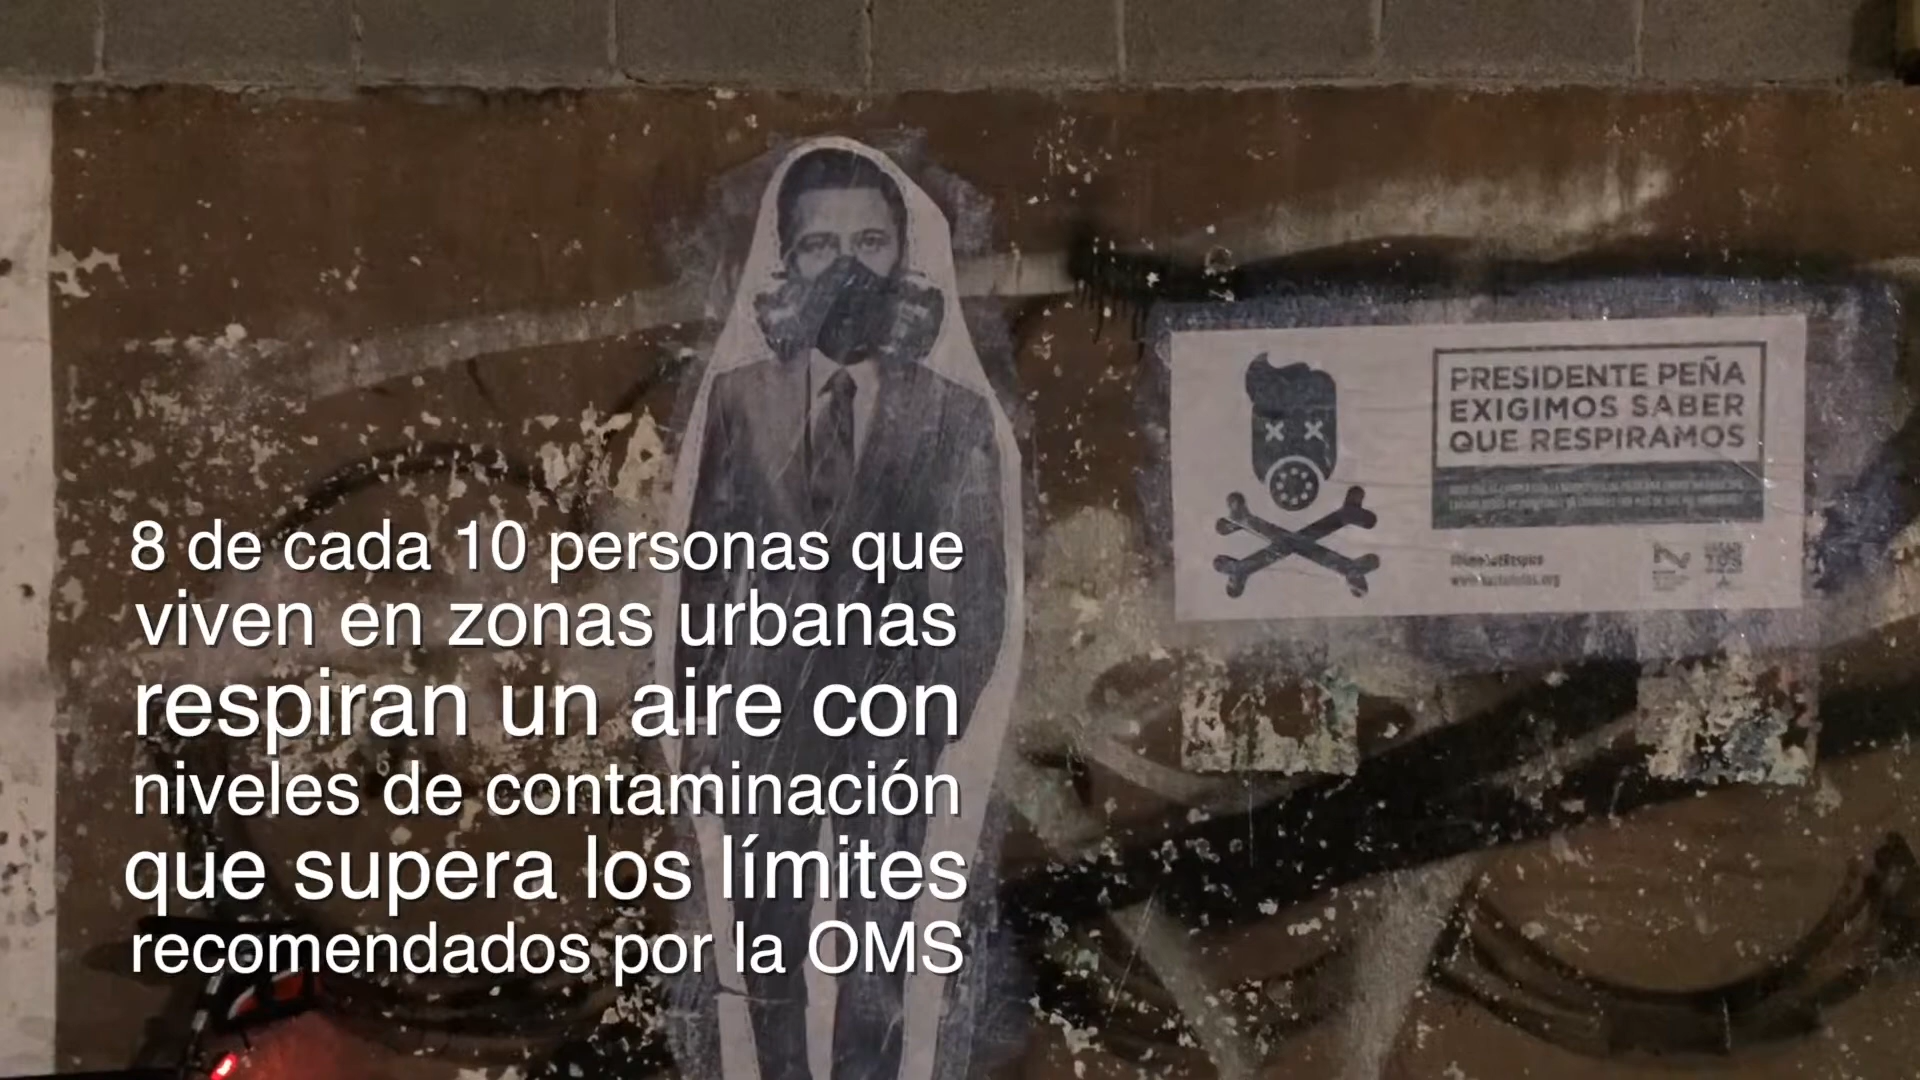 8 de cada 10 personas que
viven en zonas urbanas
respiran un aire con
niveles de contaminación
que supera los límites
recomendados por la OMS
PRESIDENTE PEÑA
EXIGIMOS SABER
QUE RESPIRAMOS